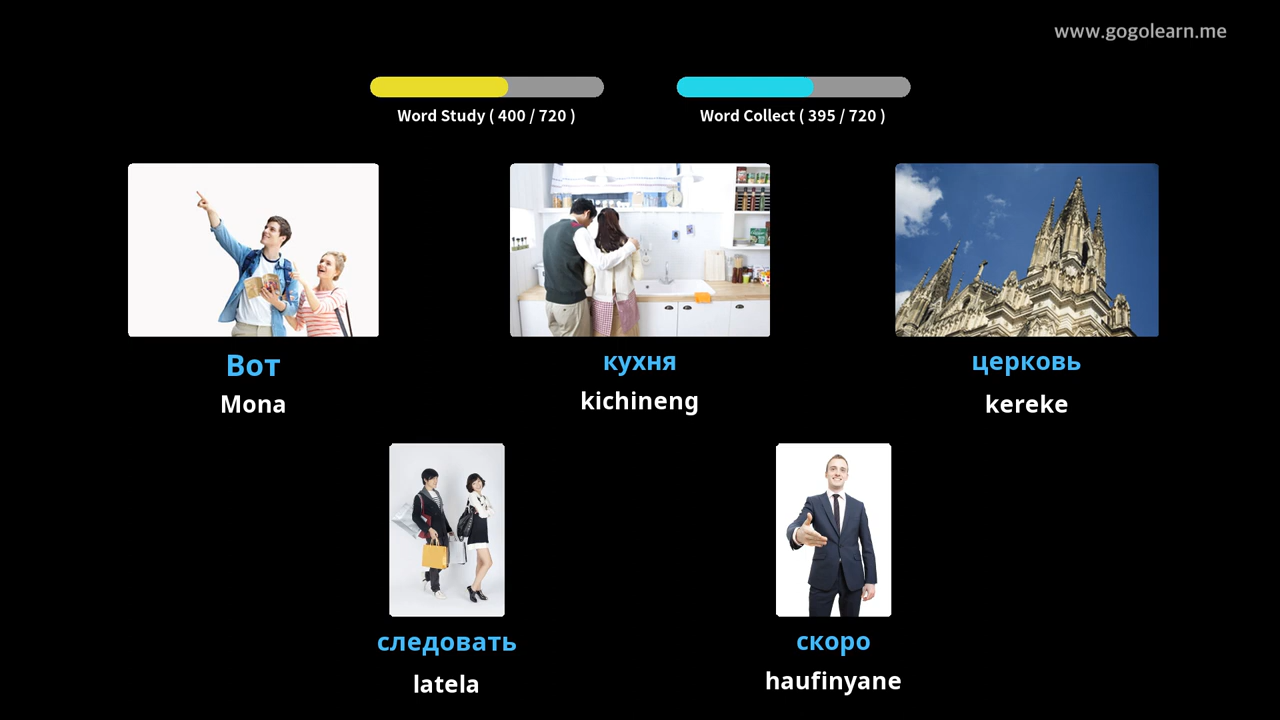 www.gogolearn.me
Word Study ( 400 / 720 )
Word Collect ( 395 / 720 )
Вот
Mona
кухня
kichineng
церковь
kereke
следовать
latela
скоро
haufinyane